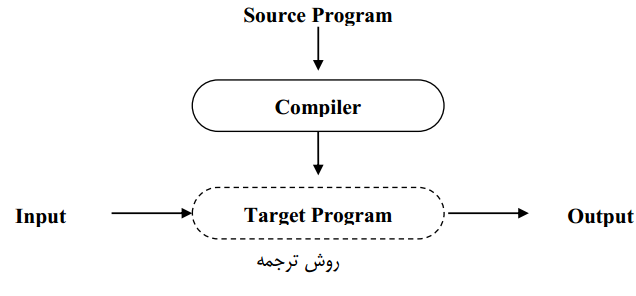 Source Program
Compiler
Input
Target Program
Output
روش ترجمه